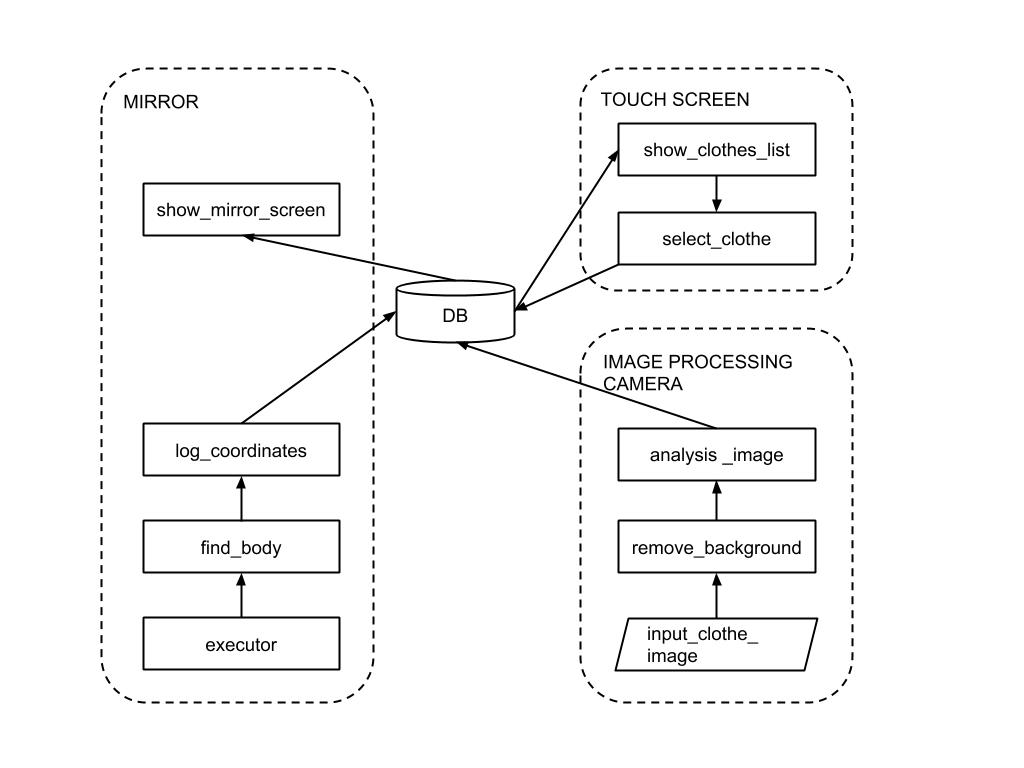 MIRROR
show_mirror_screen
log_coordinates
find_body
executor
DB
TOUCH SCREEN
show_clothes_list
select_clothe
IMAGE PROCESSING
CAMERA
analysis _image
remove_background
input_clothe_
image